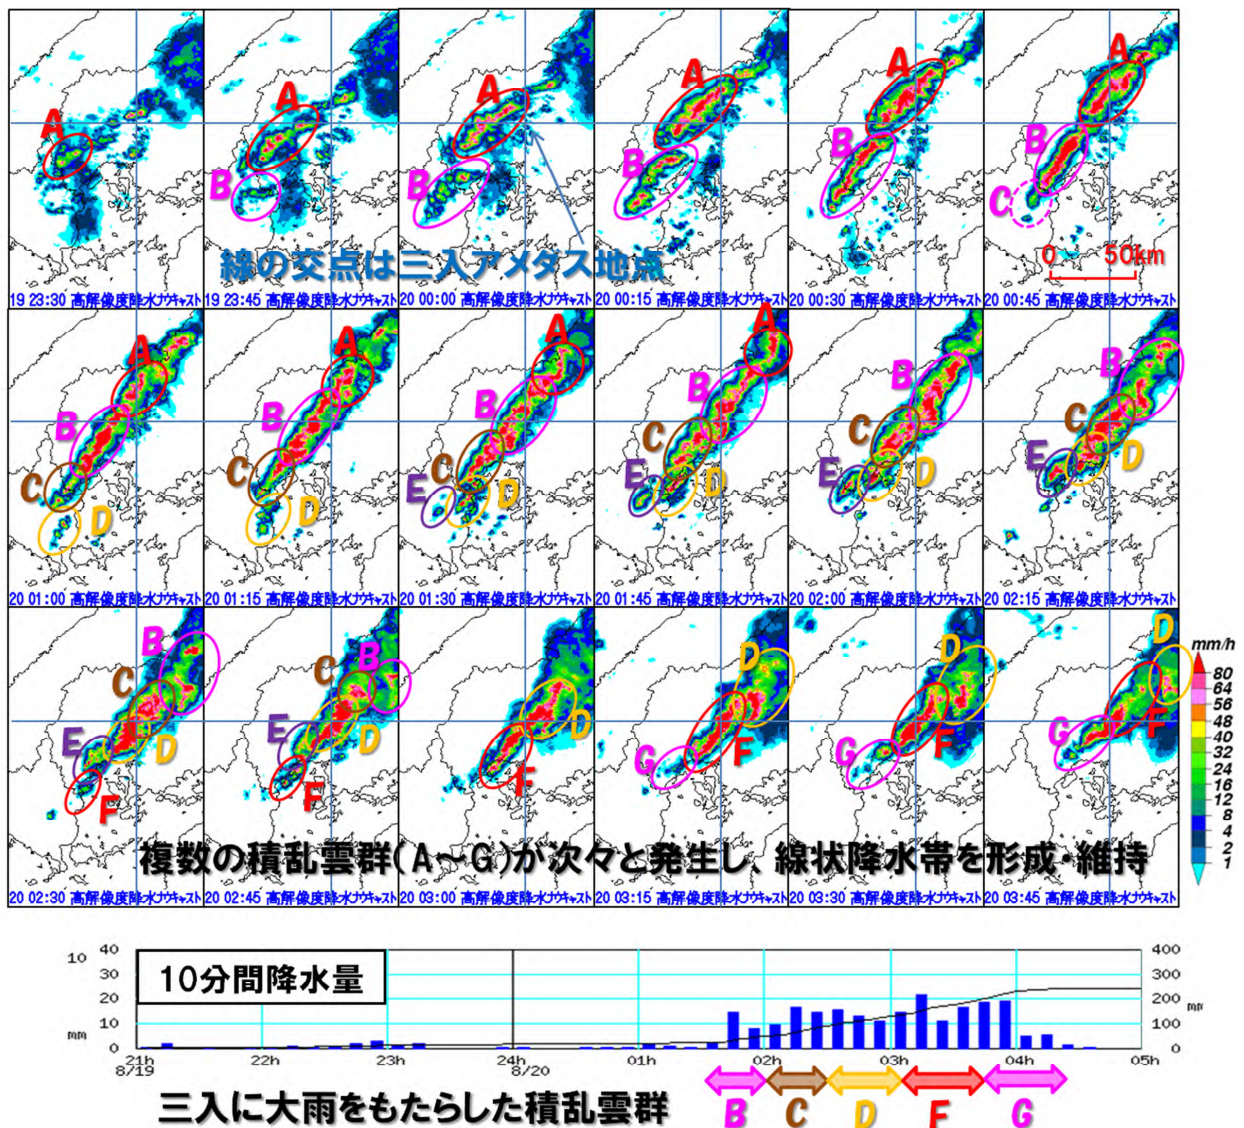 A
A
B
A
B
A
B
A
B
A
B
C
線の交点は三入アメダス地点
0 50km
19 23:30 高解像度降水ナウキャスト
19 23:45 高解像度降水ナウキャスト
20 00:00 高解像度降水ナウキャスト
20 00:15 高解像度降水ナウキャスト
20 00:30 高解像度降水ナウキャスト
20 00:45 高解像度降水ナウキャスト
A
B
C
D
A
B
C
D
A
B
C
E
D
A
B
C
E
D
B
C
E
D
B
C
E
D
20 01:00 高解像度降水ナウキャスト
20 01:15 高解像度降水ナウキャスト
20 01:30 高解像度降水ナウキャスト
20 01:45 高解像度降水ナウキャスト
20 02:00 高解像度降水ナウキャスト
20 02:15 高解像度降水ナウキャスト
B
C
E
D
F
C
B
E
D
F
D
F
D
G
F
D
G
F
D
G
F
mm/h
80
64
56
48
40
32
24
16
12
8
4
2
1
複数の積乱雲群(A～G)が次々と発生し、線状降水帯を形成・維持
20 02:30 高解像度降水ナウキャスト
20 02:45 高解像度降水ナウキャスト
20 03:00 高解像度降水ナウキャスト
20 03:15 高解像度降水ナウキャスト
20 03:30 高解像度降水ナウキャスト
20 03:45 高解像度降水ナウキャスト
10分間降水量
10
mm
40
30
20
10
0
400
300
200
100
0
mm
21h 22h 23h 24h 01h 02h 03h 04h 05h
8/19 8/20
三入に大雨をもたらした積乱雲群
B C D F G